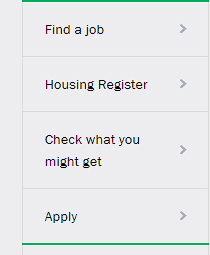 Find a job
Housing Register
Check what you
might get
Apply